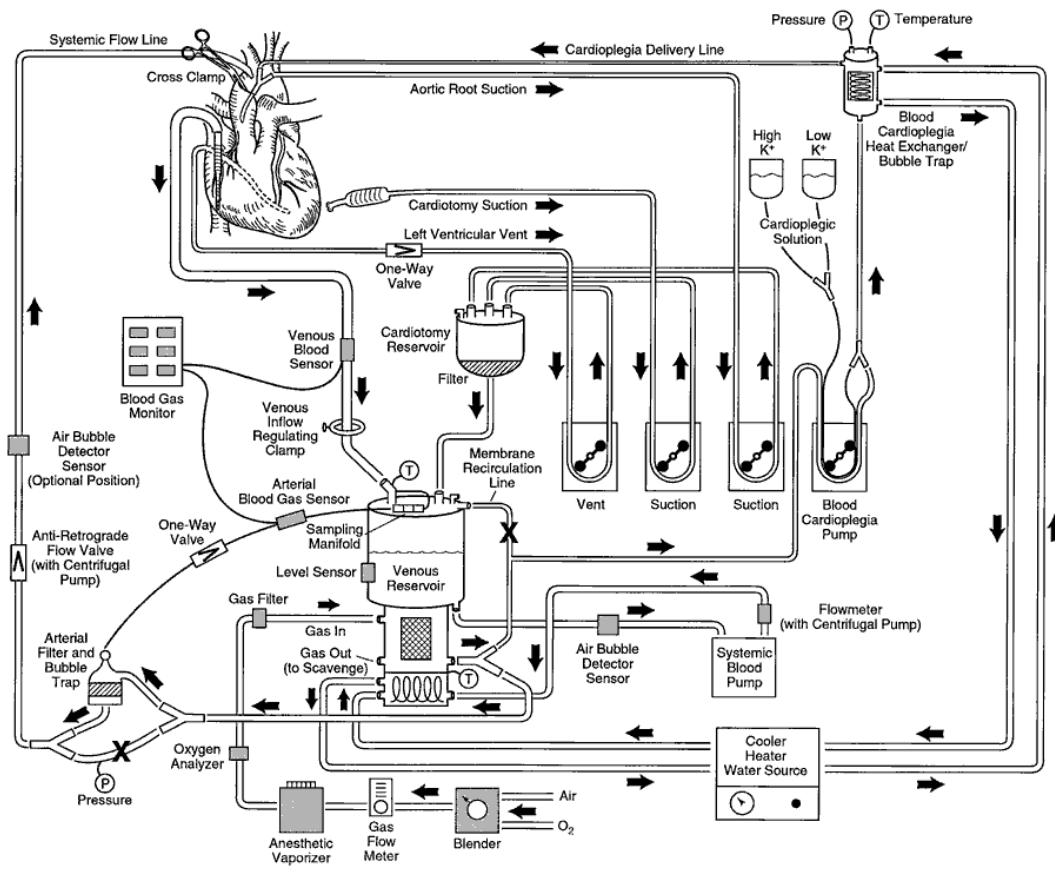 Pressure
P
T
Temperature
Systemic Flow Line
Cardioplegia Delivery Line
Cross Clamp
Aortic Root Suction
Blood
Cardioplegia
Heat Exchanger/
Bubble Trap
High
K+
Low
K+
Cardiotomy Suction
Cardioplegic
Solution
Left Ventricular Vent
One-Way
Valve
Venous
Blood
Sensor
Cardiotomy
Reservoir
Filter
Blood Gas
Monitor
Venous
Inflow
Regulating
Clamp
Air Bubble
Detector
Sensor
(Optional Position)
T
Membrane
Recirculation
Line
Arterial
Blood Gas Sensor
Vent
Suction
Suction
Blood
Cardioplegia
Pump
One-Way
Valve
Sampling
Manifold
X
Anti-Retrograde
Flow Valve
(with Centrifugal
Pump)
Level Sensor
Venous
Reservoir
Gas Filter
Gas In
Flowmeter
(with Centrifugal Pump)
Arterial
Filter and
Bubble
Trap
Gas Out
(to Scavenge)
T
Air Bubble
Detector
Sensor
Systemic
Blood
Pump
X
P
Pressure
Oxygen
Analyzer
Cooler
Heater
Water Source
Air
O2
Anesthetic
Vaporizer
Gas
Flow
Meter
Blender